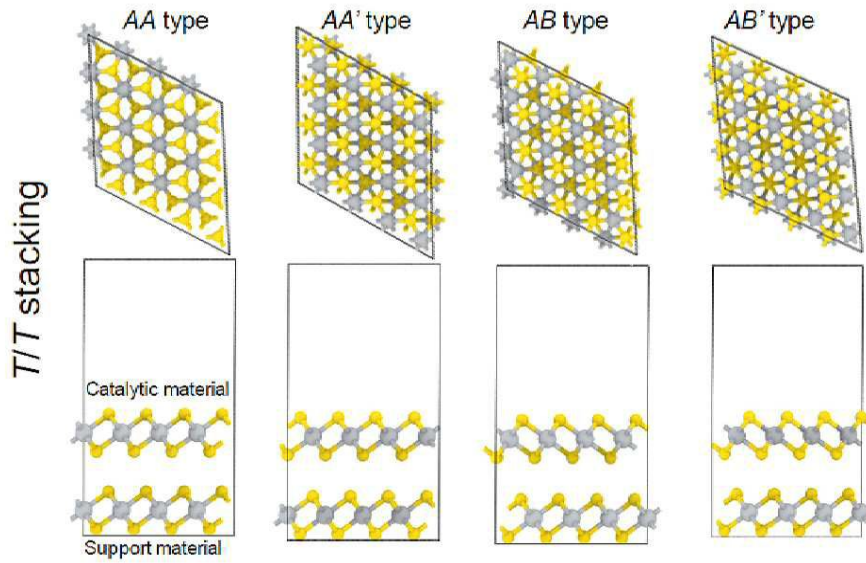 AA type
AA' type
AB type
AB' type
T/T stacking
Catalytic material
Support material